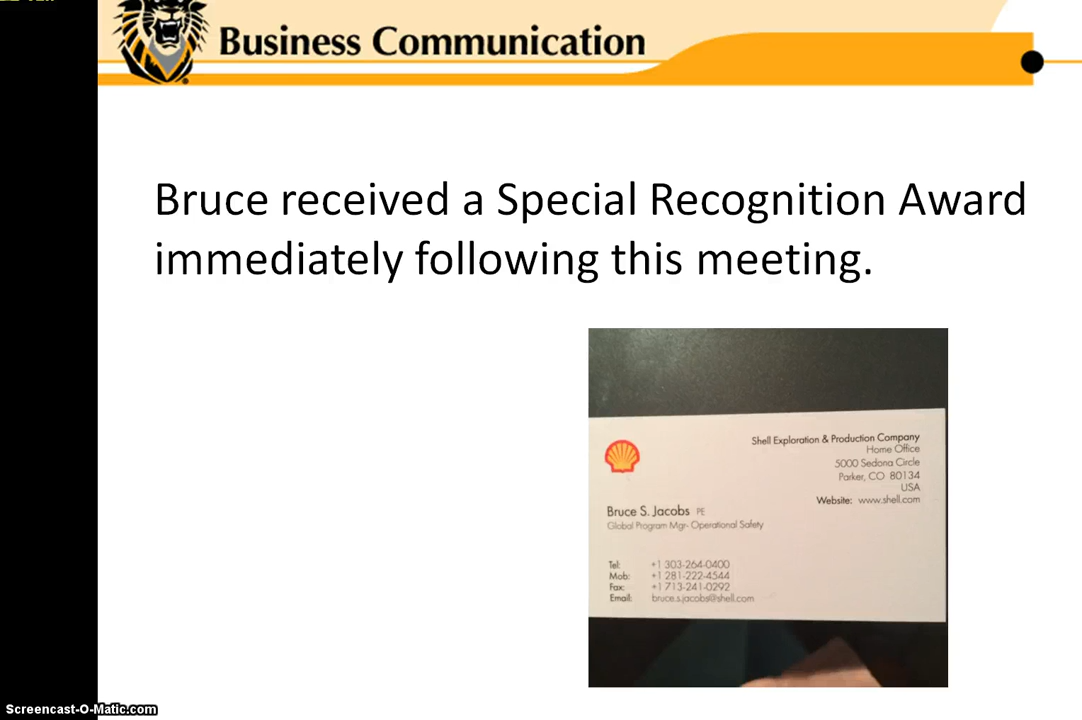 Business Communication
Bruce received a Special Recognition Award
immediately following this meeting.
Shell Exploration & Production Company
Home Office
5000 Sedona Circle
Parker, CO 80134
USA
Website: www.shell.com
Bruce S. Jacobs PE
Global Program Mgr- Operational Safety
Tel: +1 303-264-0400
Mob: +1 281-222-4544
Fax: +1 713-241-0292
Email: bruce.s.jacobs@shell.com
Screencast-O-Matic.com